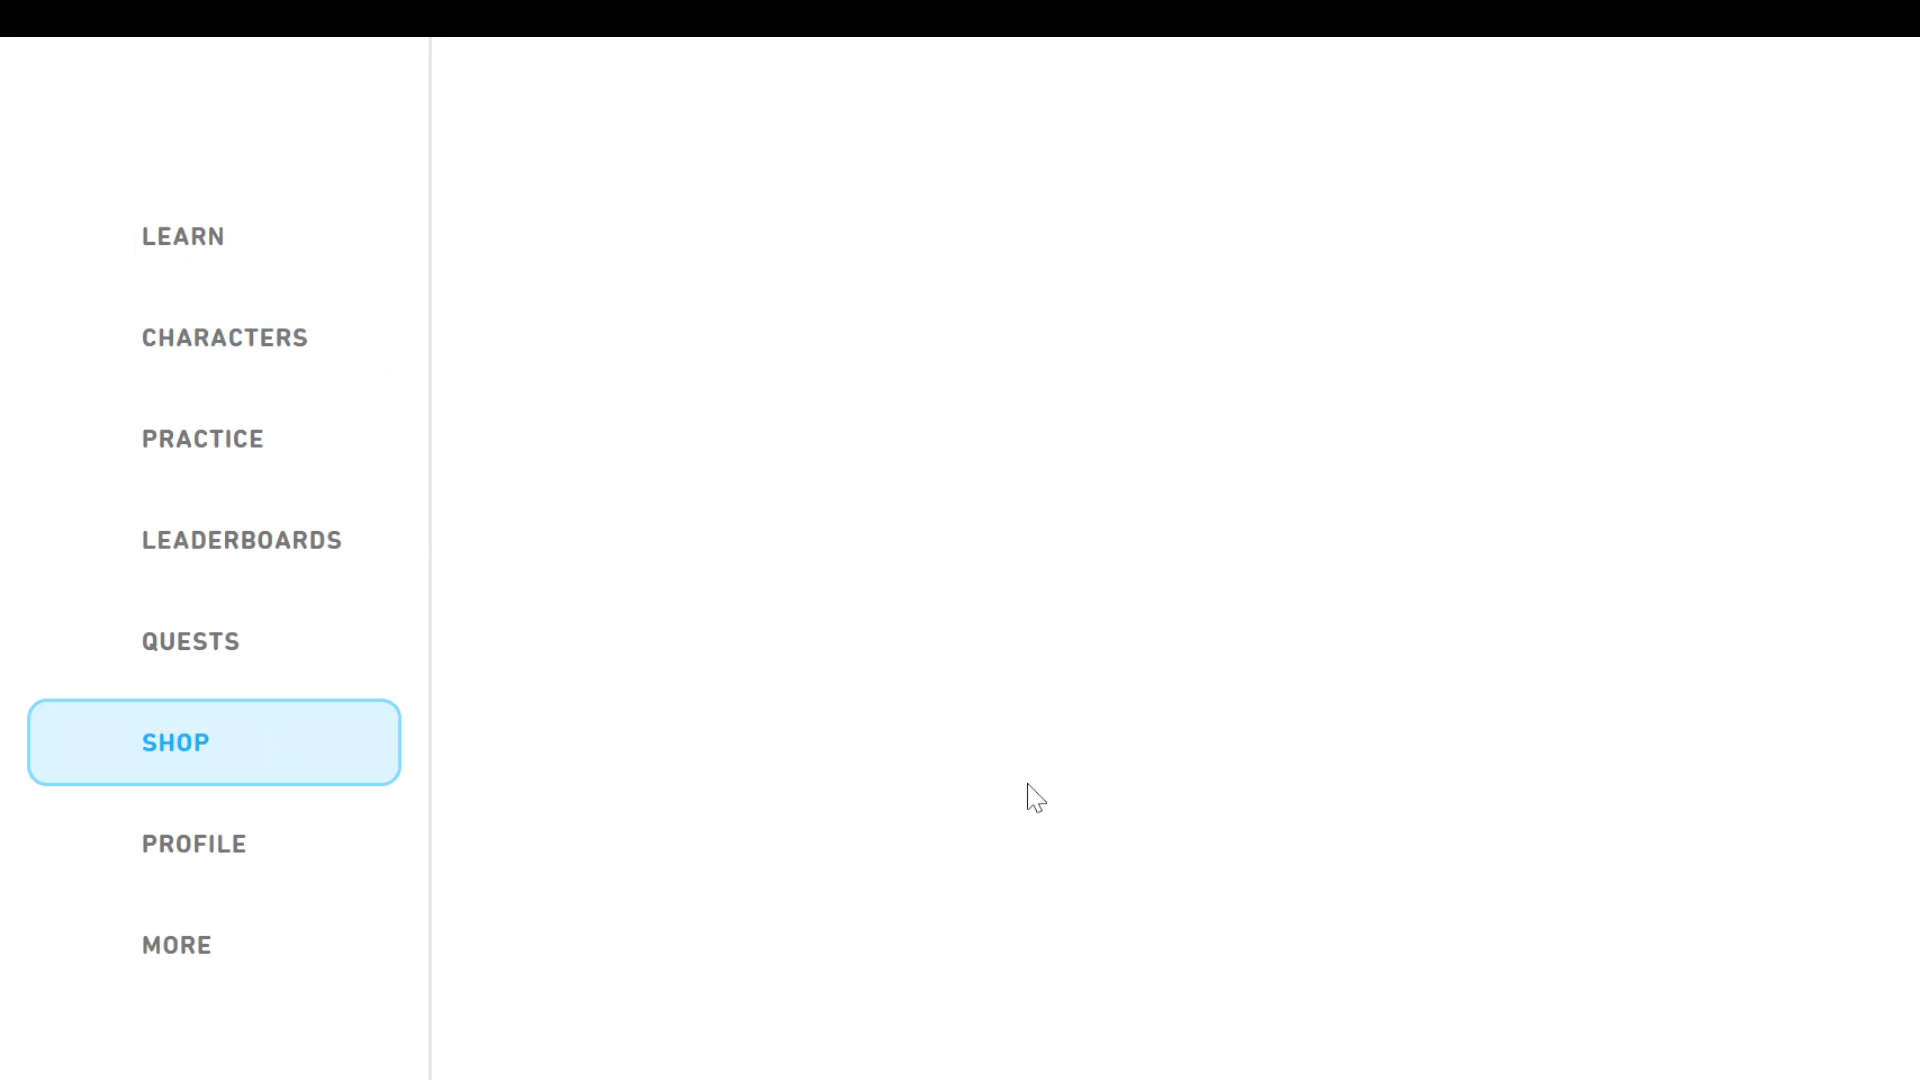 LEARN
CHARACTERS
PRACTICE
LEADERBOARDS
QUESTS
SHOP
PROFILE
MORE